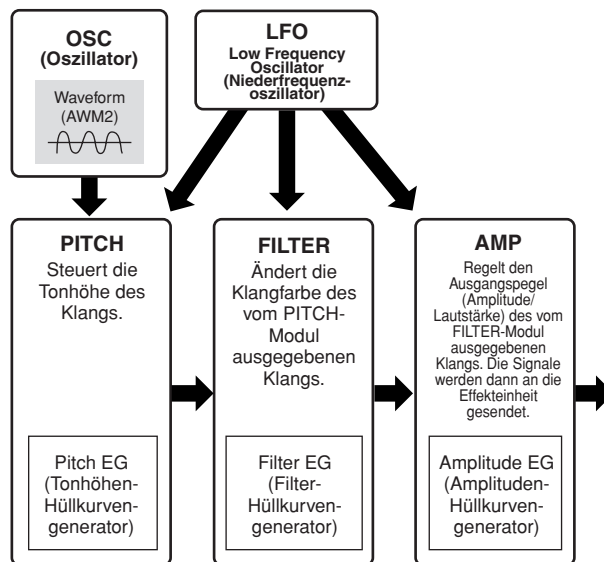 OSC
(Oszillator)
Waveform
(AWM2)
LFO
Low Frequency
Oscillator
(Niederfrequenz-
oszillator)
PITCH
Steuert die
Tonhöhe des
Klangs.
Pitch EG
(Tonhöhen-
Hüllkurven-
generator)
FILTER
Ändert die
Klangfarbe des
vom PITCH-
Modul
ausgegebenen
Klangs.
Filter EG
(Filter-
Hüllkurven-
generator)
AMP
Regelt den
Ausgangspegel
(Amplitude/
Lautstärke) des vom
FILTER-Modul
ausgegebenen
Klangs. Die Signale
werden dann an die
Effekteinheit
gesendet.
Amplitude EG
(Amplituden-
Hüllkurven-
generator)